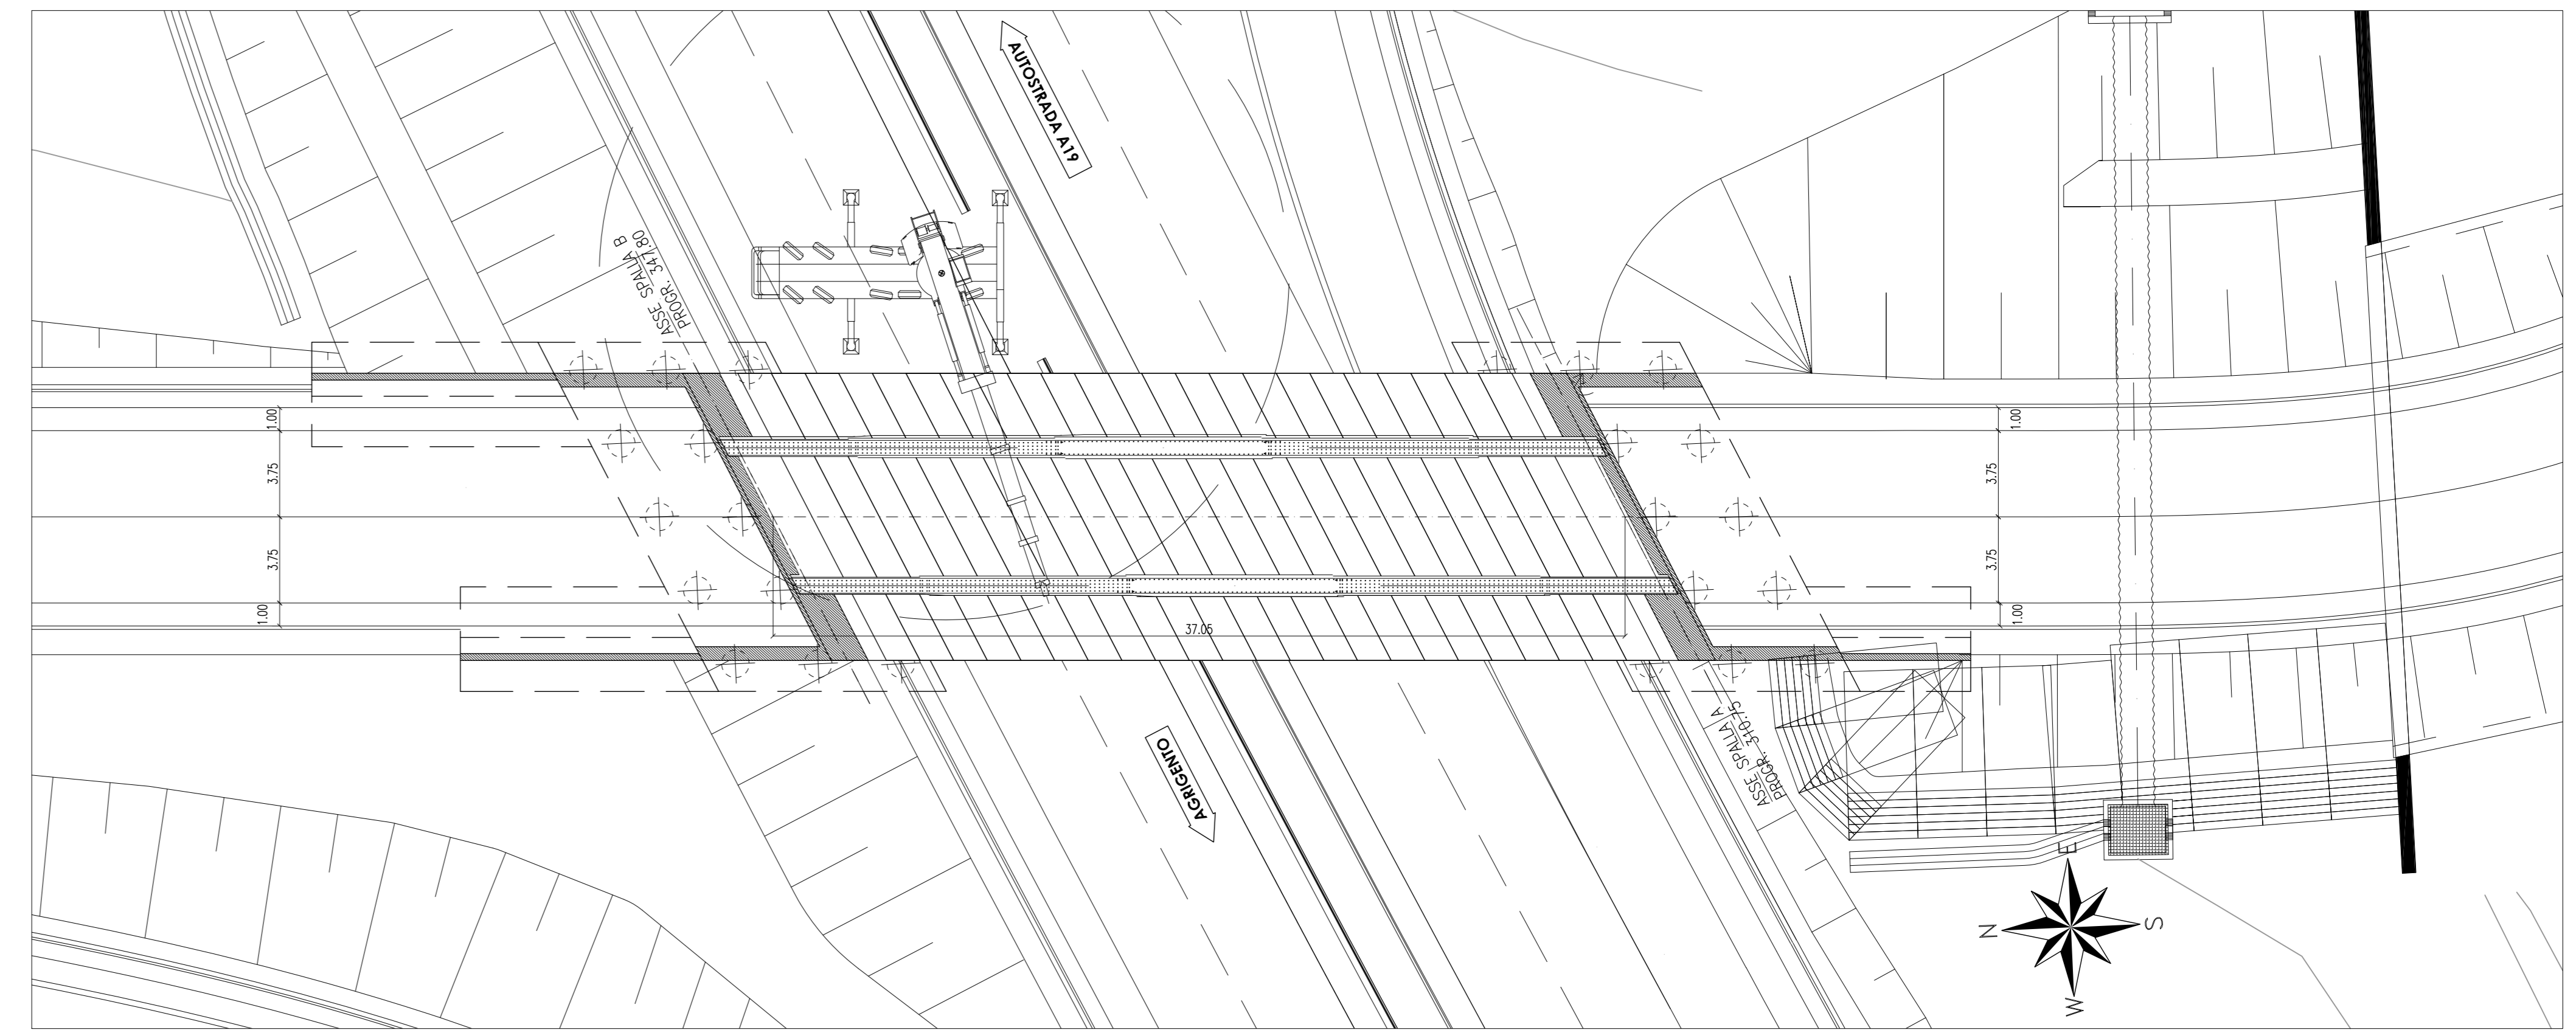 AUTOSTRADA A19
ASSE SPALLA B
PROGR. 347.80
1.00
3.75
3.75
1.00
37.05
1.00
3.75
3.75
1.00
AGRIGENTO
ASSE SPALLA A
PROGR. 310.75
E
N
S
W